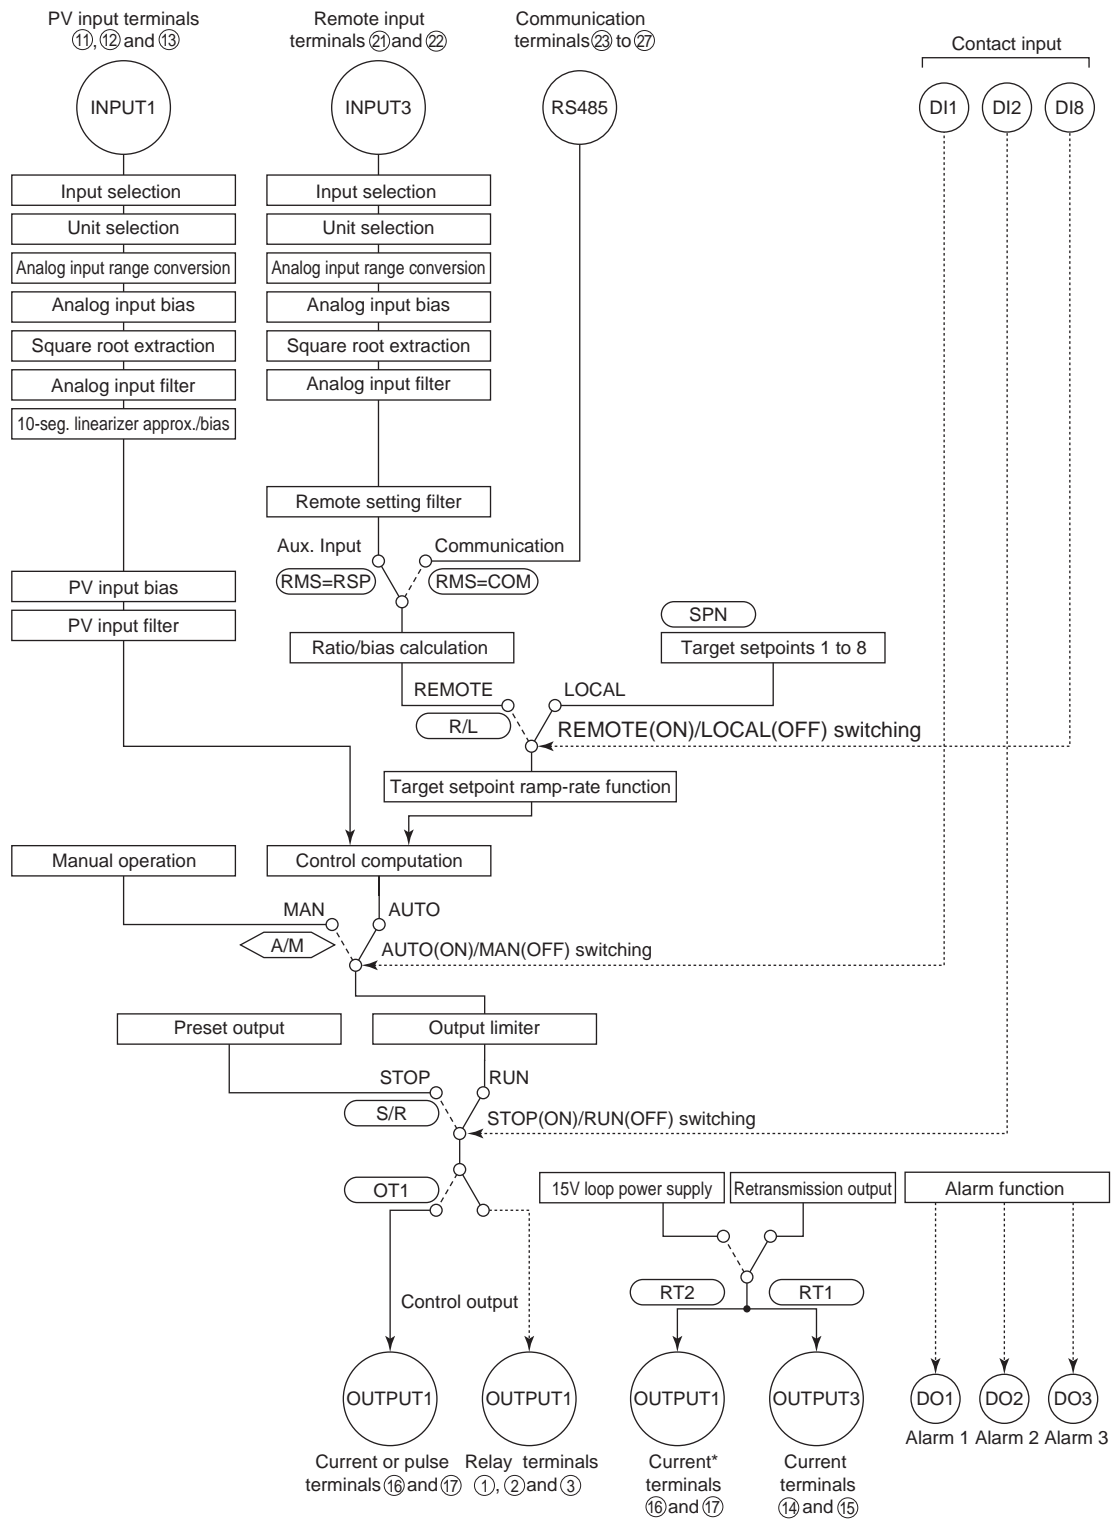 PV input terminals
⑪, ⑫ and ⑬
Remote input
terminals ㉑ and ㉒
Communication
terminals ㉓ to ㉗
Contact input
INPUT1
INPUT3
RS485
DI1
DI2
DI8
Input selection
Input selection
Unit selection
Unit selection
Analog input range conversion
Analog input range conversion
Analog input bias
Analog input bias
Square root extraction
Square root extraction
Analog input filter
Analog input filter
10-seg. linearizer approx./bias
Remote setting filter
Aux. Input
Communication
RMS=RSP
RMS=COM
PV input bias
PV input filter
SPN
Ratio/bias calculation
Target setpoints 1 to 8
REMOTE
LOCAL
R/L
REMOTE(ON)/LOCAL(OFF) switching
Target setpoint ramp-rate function
Manual operation
Control computation
MAN
AUTO
A/M
AUTO(ON)/MAN(OFF) switching
Preset output
Output limiter
STOP
RUN
S/R
STOP(ON)/RUN(OFF) switching
OT1
15V loop power supply
Retransmission output
Alarm function
RT2
RT1
Control output
OUTPUT1
OUTPUT1
OUTPUT1
OUTPUT3
DO1
DO2
DO3
Alarm 1
Alarm 2
Alarm 3
Current or pulse
terminals ⑯ and ⑰
Relay terminals
①, ② and ③
Current*
terminals
⑯ and ⑰
Current
terminals
⑭ and ⑮